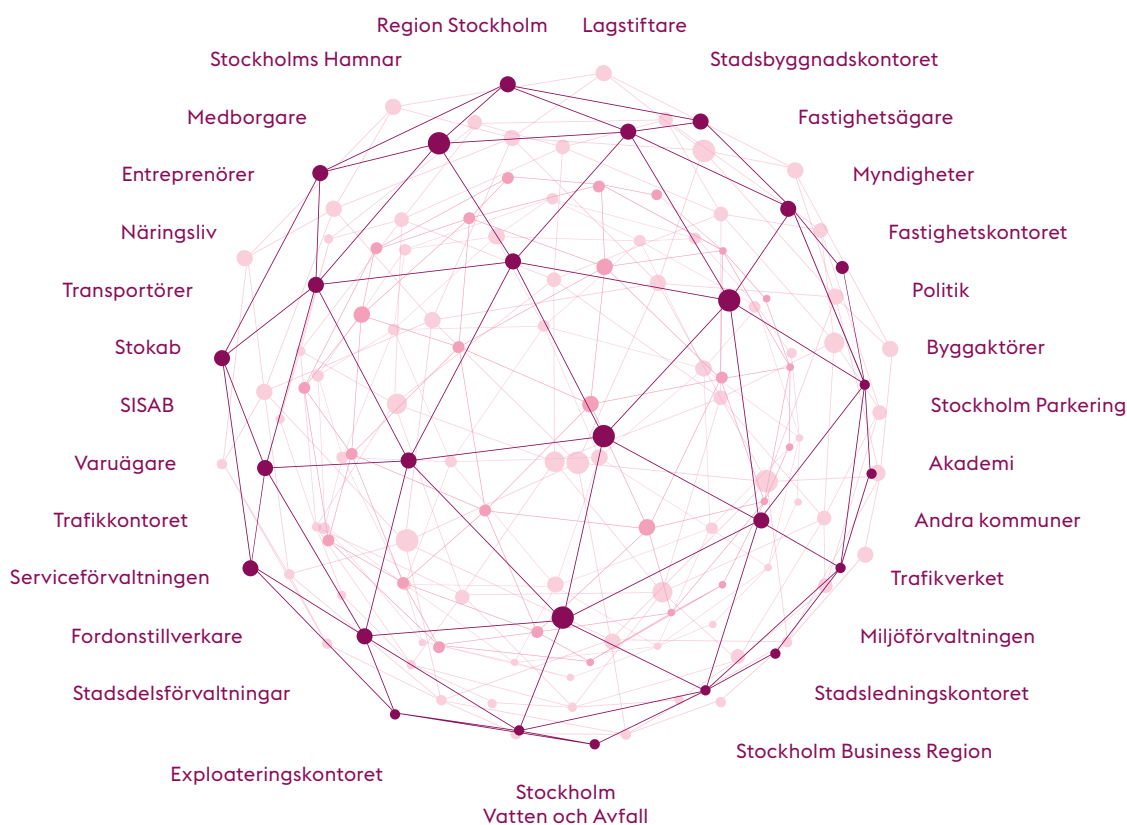 Region Stockholm
Lagstiftare
Stockholms Hamnar
Stadsbyggnadskontoret
Medborgare
Fastighetsägare
Entreprenörer
Myndigheter
Näringsliv
Fastighetskontoret
Transportörer
Politik
Stokab
Byggaktörer
SISAB
Stockholm Parkering
Varuägare
Akademi
Trafikkontoret
Andra kommuner
Serviceförvaltningen
Trafikverket
Fordonstillverkare
Miljöförvaltningen
Stadsdelsförvaltningar
Stadsledningskontoret
Stockholm Business Region
Exploateringskontoret
Stockholm
Vatten och Avfall